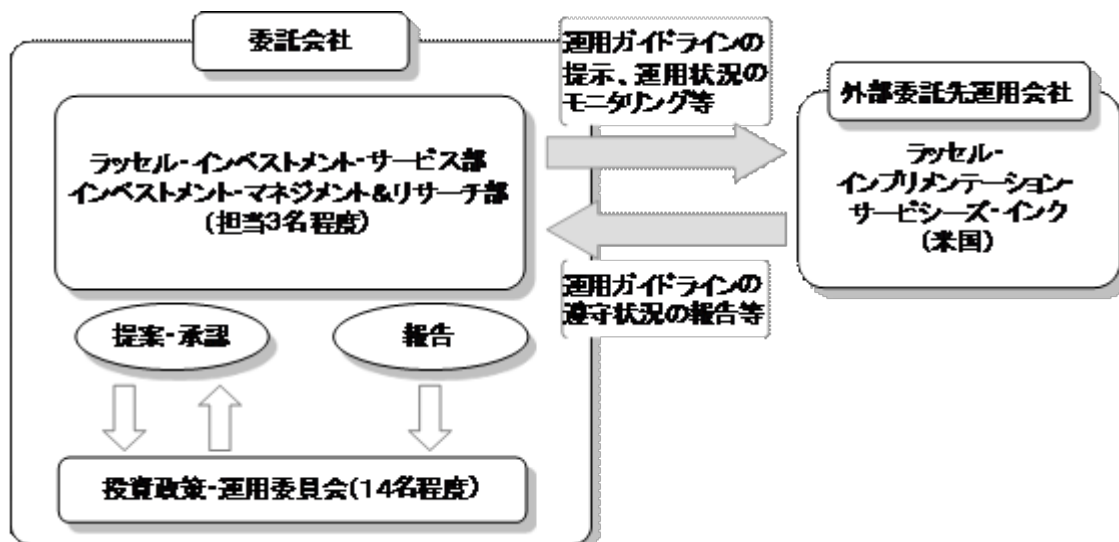 委託会社
運用ガイドラインの
提示、運用状況の
モニタリング等
外部委託先運用会社
ラッセル・インベストメント・サービス部
インベストメント・マネジメント&リサーチ部
(担当3名程度)
ラッセル・
インプリメンテーション・
サービシーズ・インク
(米国)
運用ガイドラインの
遵守状況の報告等
提案・承認
報告
投資政策・運用委員会(14名程度)